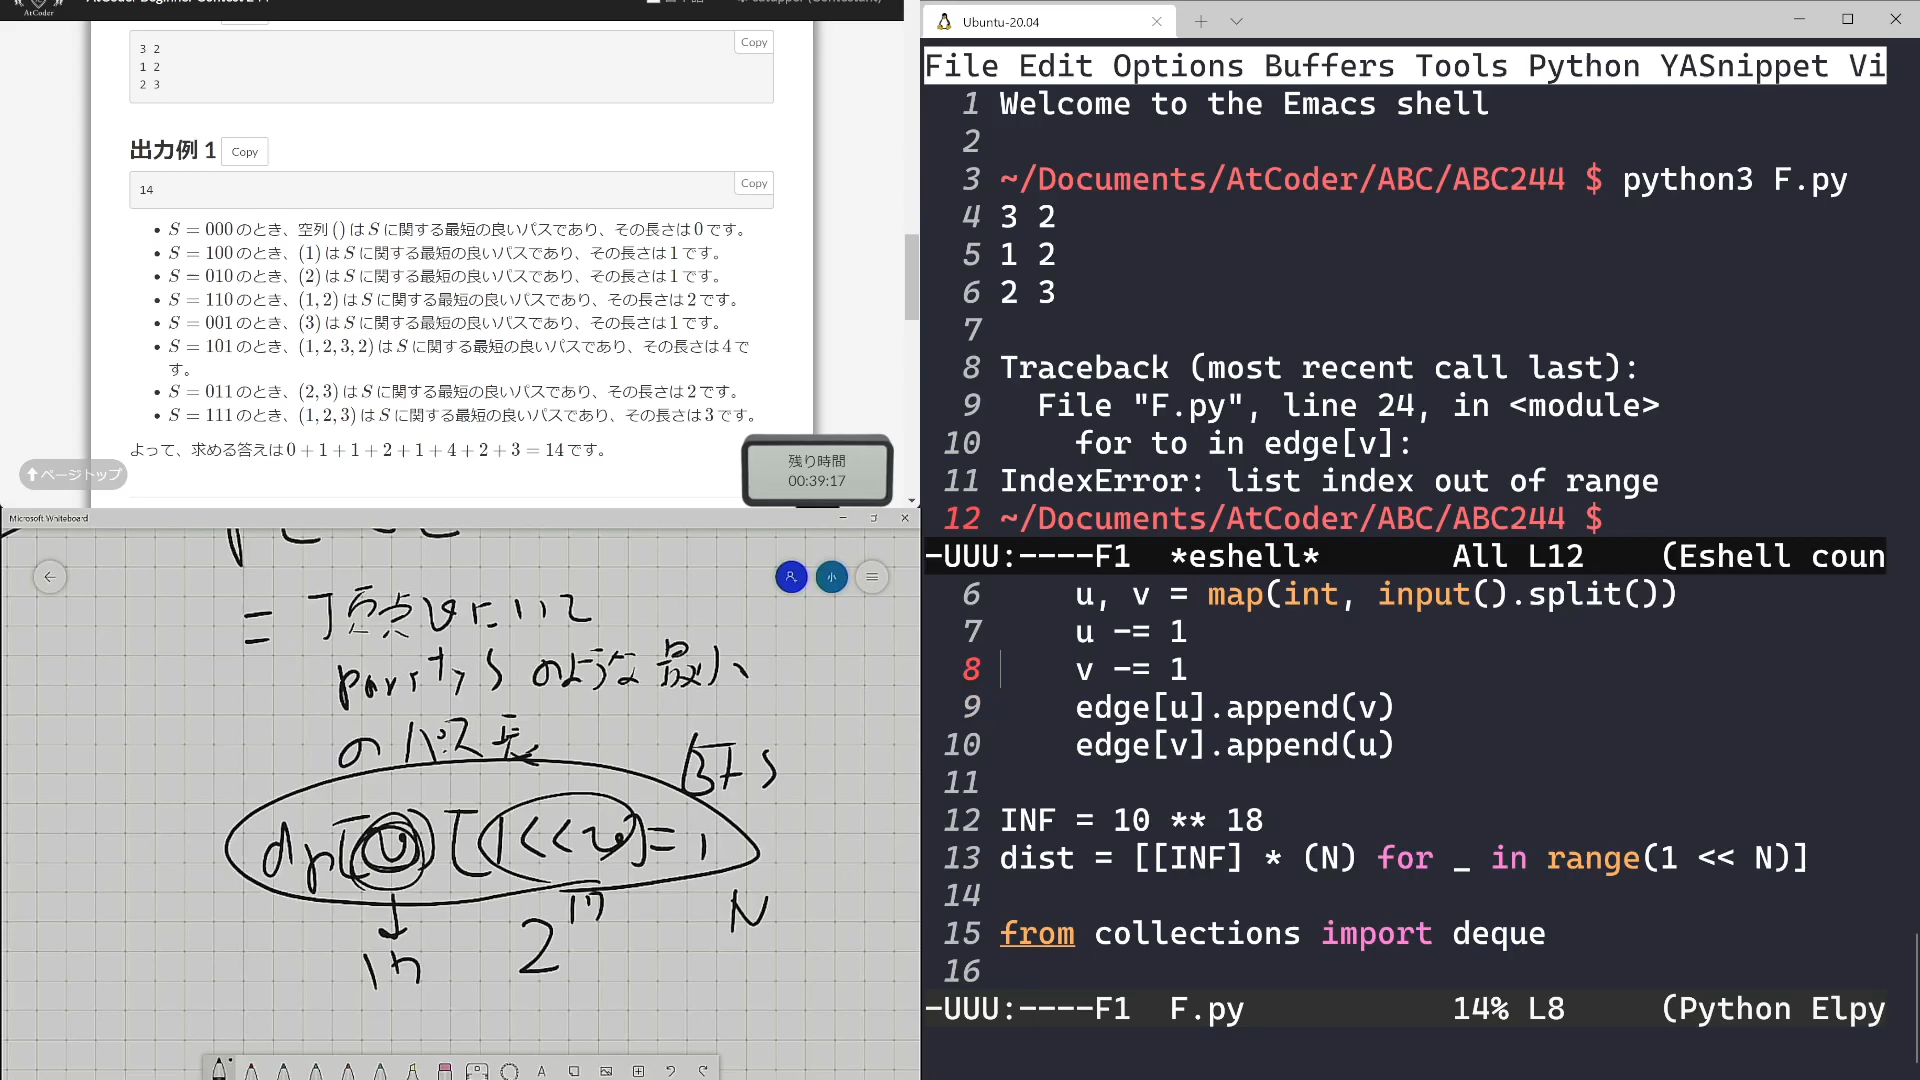 3 2
1 2
2 3
Copy
出力例 1
Copy
14
Copy
S = 000 のとき、空列 () は S に関する最短の良いパスであり、その長さは 0 です。
S = 100 のとき、(1) は S に関する最短の良いパスであり、その長さは 1 です。
S = 010 のとき、(2) は S に関する最短の良いパスであり、その長さは 1 です。
S = 110 のとき、(1, 2) は S に関する最短の良いパスであり、その長さは 2 です。
S = 001 のとき、(3) は S に関する最短の良いパスであり、その長さは 1 です。
S = 101 のとき、(1, 2, 3, 2) は S に関する最短の良いパスであり、その長さは 4 で
す。
S = 011 のとき、(2, 3) は S に関する最短の良いパスであり、その長さは 2 です。
S = 111 のとき、(1, 2, 3) は S に関する最短の良いパスであり、その長さは 3 です。
よって、求める答えは 0 + 1 + 1 + 2 + 1 + 4 + 2 + 3 = 14 です。
ページトップ
残り時間
00:39:17
Microsoft Whiteboard
小
= 頂点 v にいて
parity S のような最小
のパス長
BFS
dp[v][1<<v]=1
17
2^17
N
Ubuntu-20.04
File Edit Options Buffers Tools Python YASnippet Vi
1 Welcome to the Emacs shell
2
3 ~/Documents/AtCoder/ABC/ABC244 $ python3 F.py
4 3 2
5 1 2
6 2 3
7
8 Traceback (most recent call last):
9   File "F.py", line 24, in <module>
10     for to in edge[v]:
11 IndexError: list index out of range
12 ~/Documents/AtCoder/ABC/ABC244 $
-UUU:----F1  *eshell*       All L12    (Eshell coun
6     u, v = map(int, input().split())
7     u -= 1
8     v -= 1
9     edge[u].append(v)
10     edge[v].append(u)
11
12 INF = 10 ** 18
13 dist = [[INF] * (N) for _ in range(1 << N)]
14
15 from collections import deque
16
-UUU:----F1  F.py           14% L8     (Python Elpy